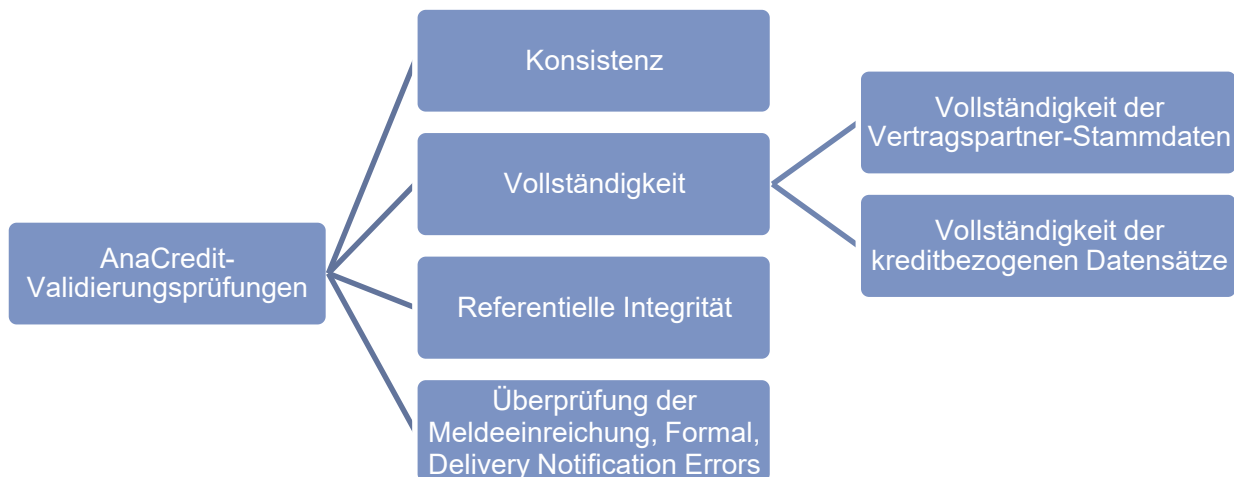 AnaCredit-
Validierungsprüfungen
Konsistenz
Vollständigkeit
Referentielle Integrität
Überprüfung der
Meldeeinreichung, Formal,
Delivery Notification Errors
Vollständigkeit der
Vertragspartner-Stammdaten
Vollständigkeit der
kreditbezogenen Datensätze